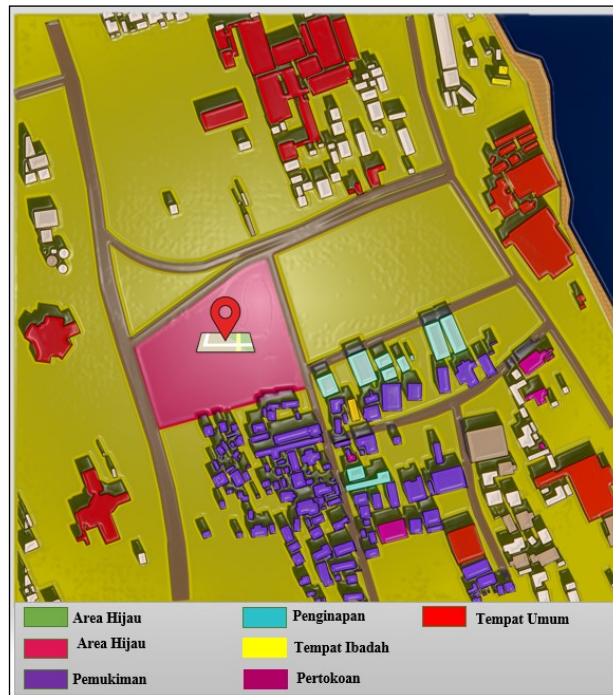 Area Hijau
Penginapan
Tempat Umum
Area Hijau
Tempat Ibadah
Pemukiman
Pertokoan